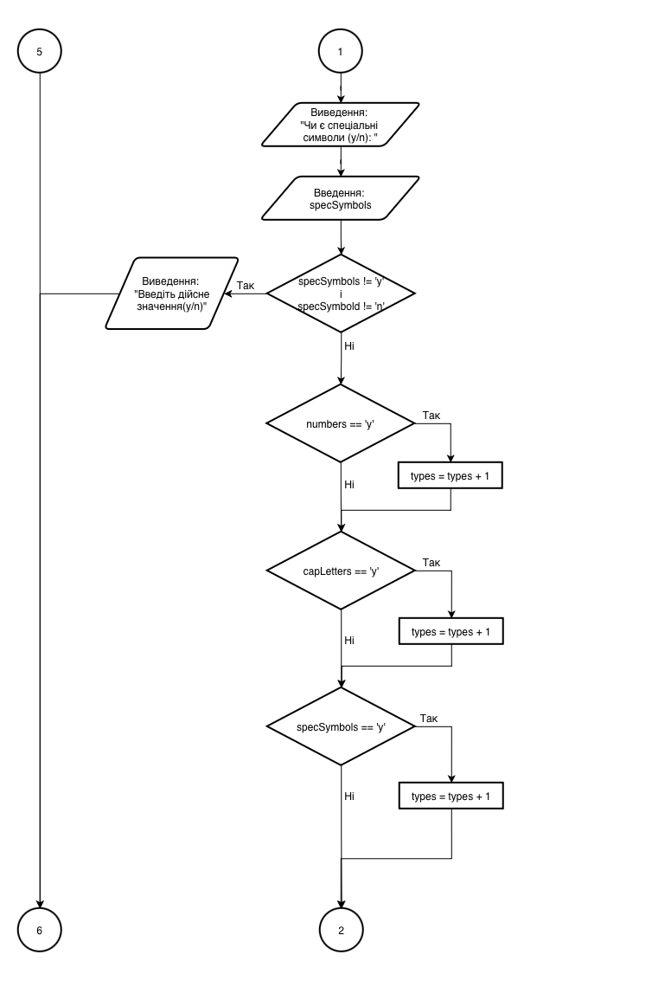 5
1
Виведення:
"Чи є спеціальні
символи (y/n): "
Введення:
specSymbols
Виведення:
"Введіть дійсне
значення(y/n)"
Так
specSymbols != 'y'
і
specSymbold != 'n'
Ні
numbers == 'y'
Так
types = types + 1
Ні
capLetters == 'y'
Так
types = types + 1
Ні
specSymbols == 'y'
Так
types = types + 1
Ні
6
2